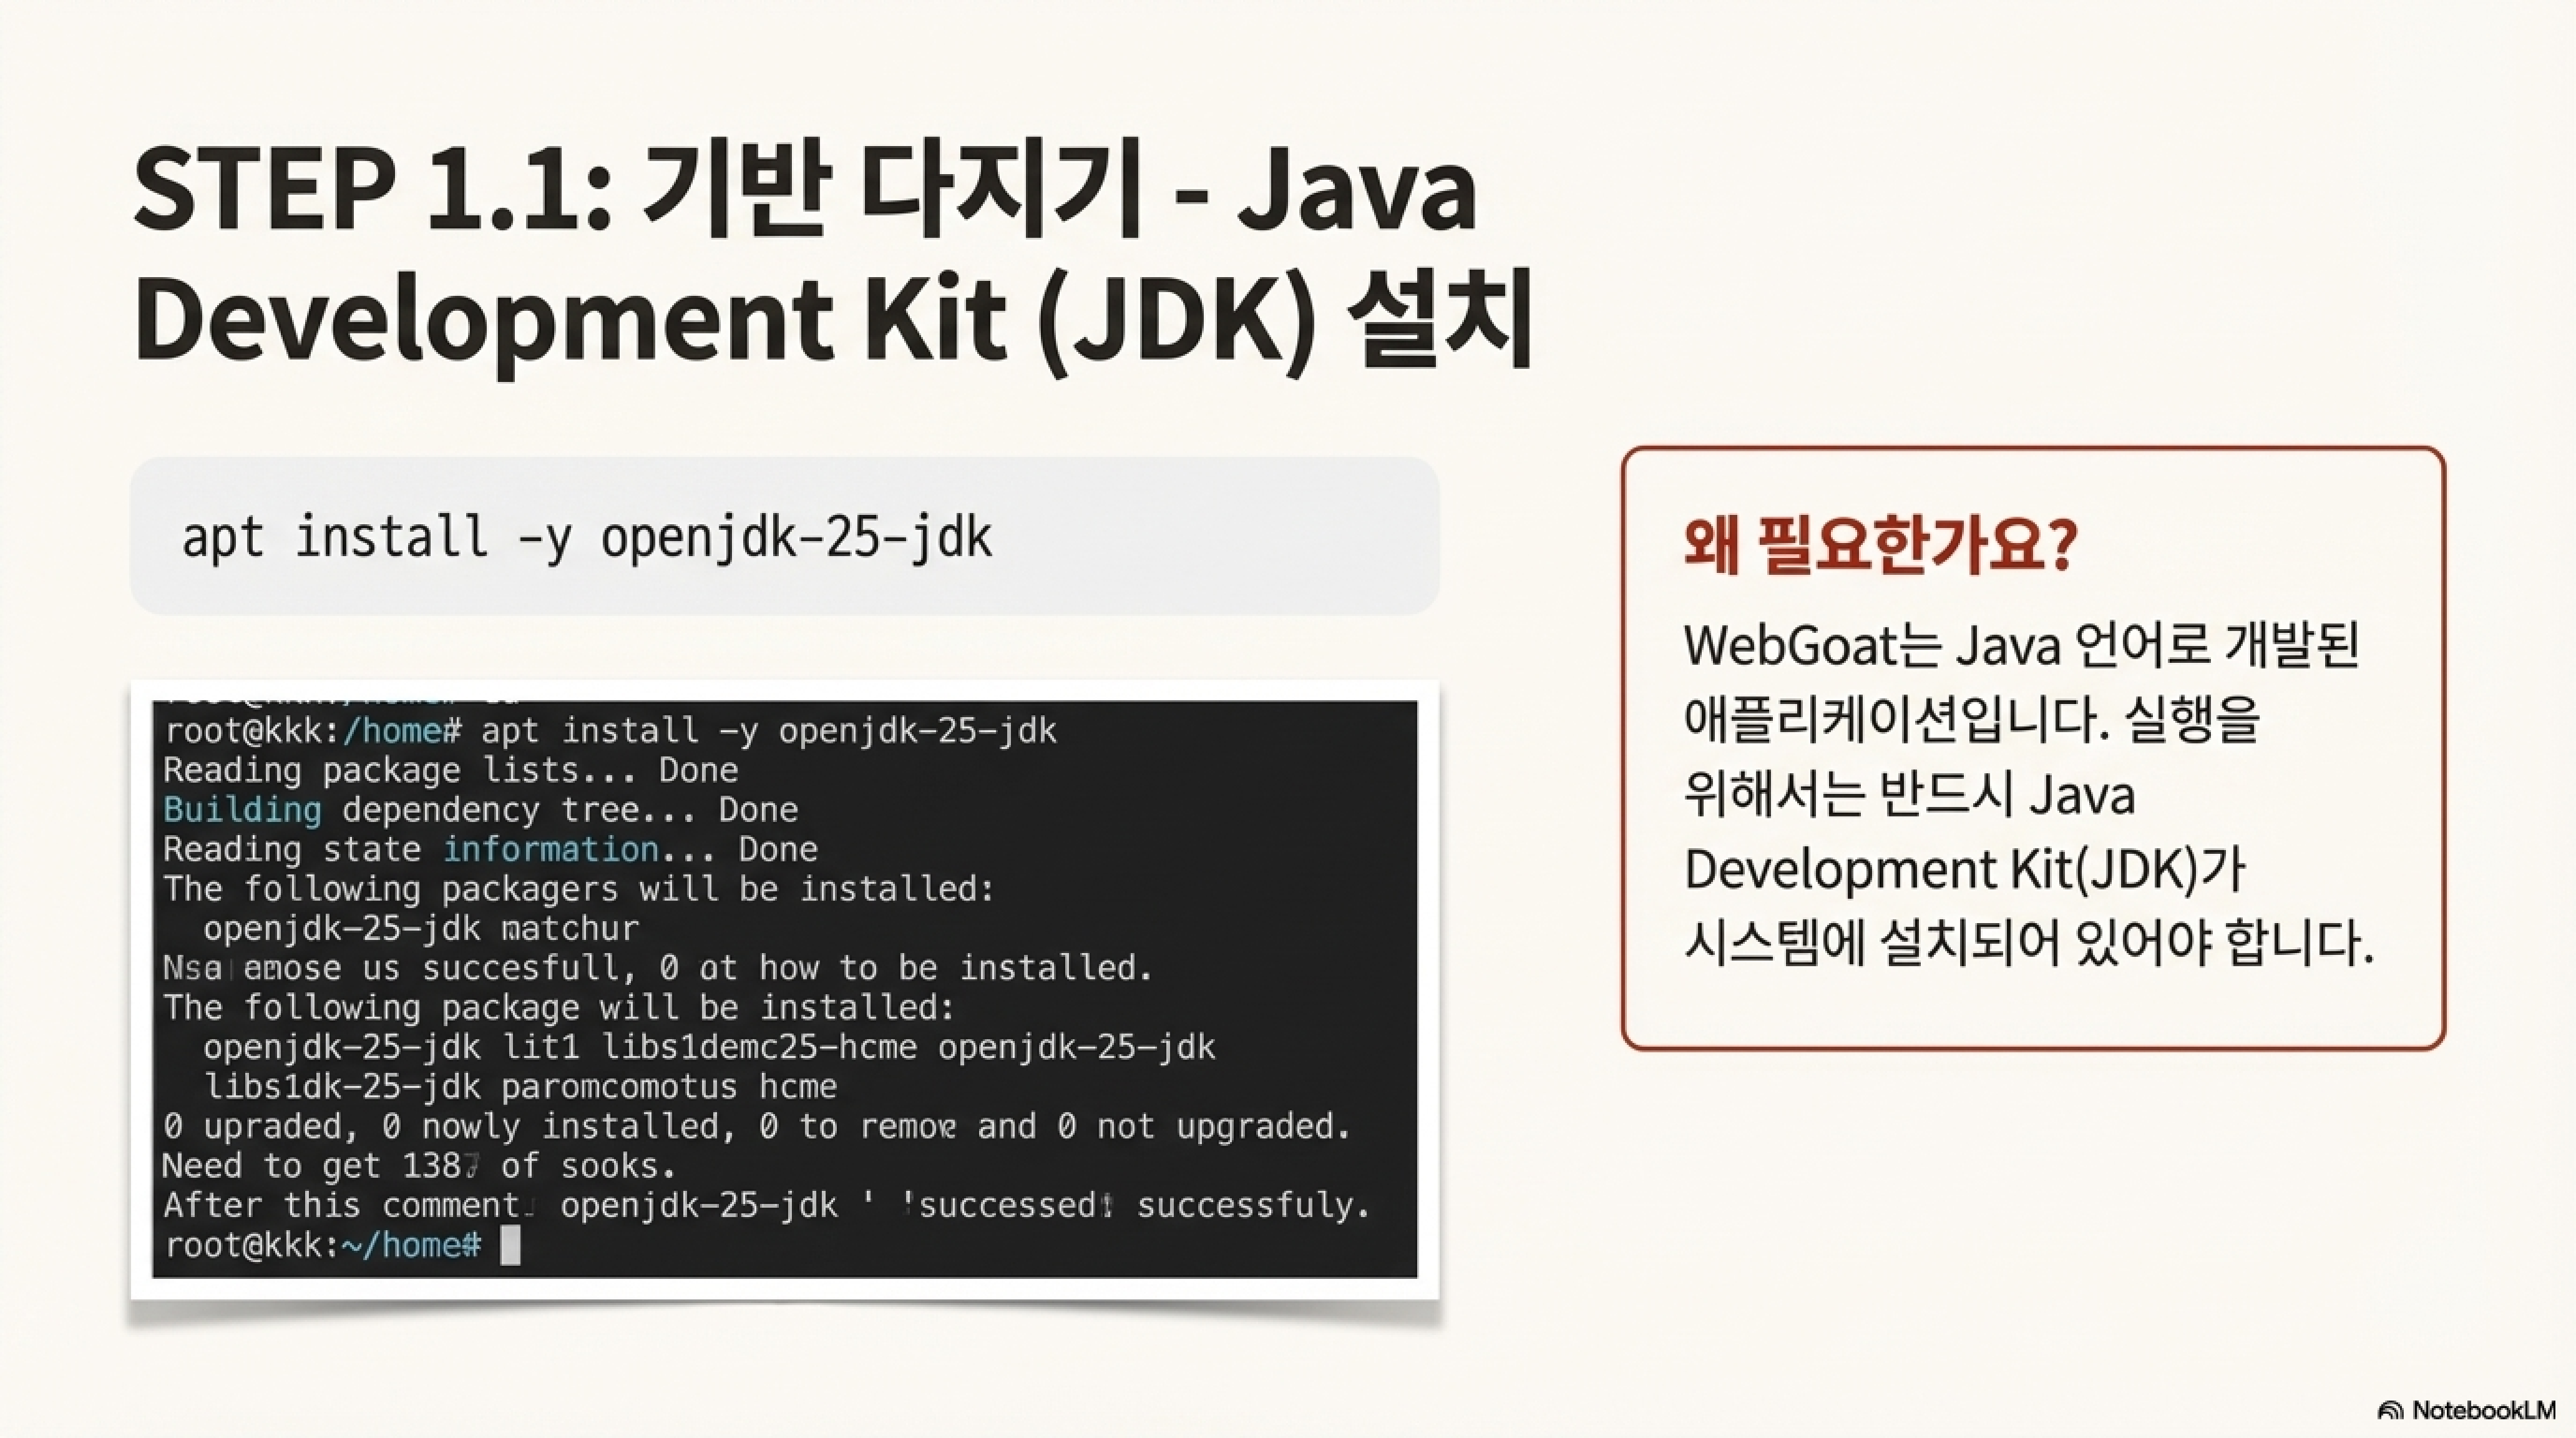 STEP 1.1: 기반 다지기 - Java
Development Kit (JDK) 설치
apt install -y openjdk-25-jdk
root@kkk:/home# apt install -y openjdk-25-jdk
Reading package lists... Done
Building dependency tree... Done
Reading state information... Done
The following packagers will be installed:
openjdk-25-jdk matchur
us succesfull, 0 at how to be installed.
The following package will be installed:
openjdk-25-jdk lit1 libs1demc25-hcme openjdk-25-jdk
libs1dk-25-jdk paromcomotus hcme
0 upraded, 0 nowly installed, 0 to remove and 0 not upgraded.
Need to get of sooks.
After this comment openjdk-25-jdk ' 'successed! successfuly.
root@kkk:~/home#
왜 필요한가요?
WebGoat는 Java 언어로 개발된
애플리케이션입니다. 실행을
위해서는 반드시 Java
Development Kit(JDK)가
시스템에 설치되어 있어야 합니다.
NotebookLM